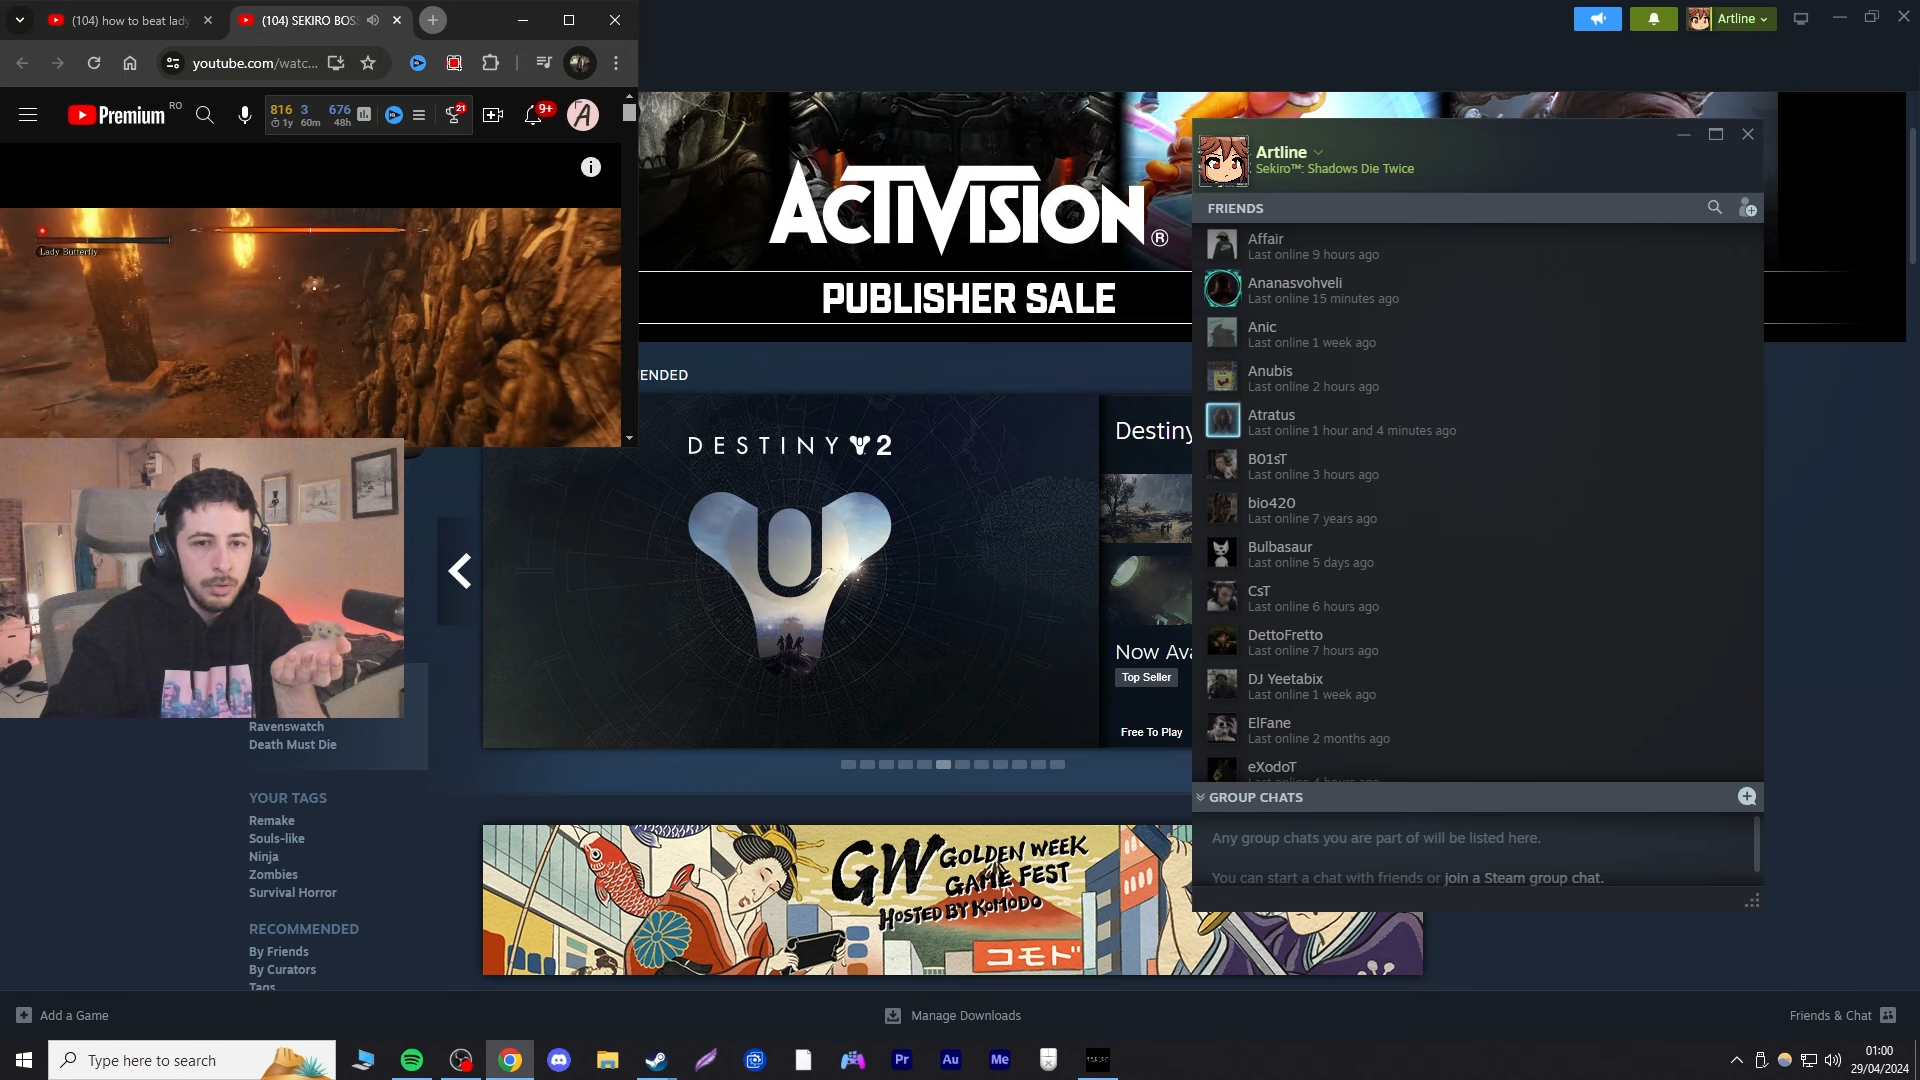 (104) how to beat lady
(104) SEKIRO BOS
youtube.com/watc...
Premium
RO
816
3
676
1y
60m
48h
21
9+
Lady Butterfly
Artline
ACTIVISION®
PUBLISHER SALE
ENDED
DESTINY 2
Destiny
Now Ava
Top Seller
Free To Play
Artline
Sekiro™: Shadows Die Twice
FRIENDS
Affair
Last online 9 hours ago
Ananasvohveli
Last online 15 minutes ago
Anic
Last online 1 week ago
Anubis
Last online 2 hours ago
Atratus
Last online 1 hour and 4 minutes ago
B01sT
Last online 3 hours ago
bio420
Last online 7 years ago
Bulbasaur
Last online 5 days ago
CsT
Last online 6 hours ago
DettoFretto
Last online 7 hours ago
DJ Yeetabix
Last online 1 week ago
ElFane
Last online 2 months ago
eXodoT
Last online 4 hours ago
GROUP CHATS
Any group chats you are part of will be listed here.
You can start a chat with friends or join a Steam group chat.
Ravenswatch
Death Must Die
YOUR TAGS
Remake
Souls-like
Ninja
Zombies
Survival Horror
RECOMMENDED
By Friends
By Curators
Tags
GW GOLDEN WEEK
GAME FEST
HOSTED BY KOMODO
コモド
Add a Game
Manage Downloads
Friends & Chat
Type here to search
Pr
Au
Me
01:00
29/04/2024